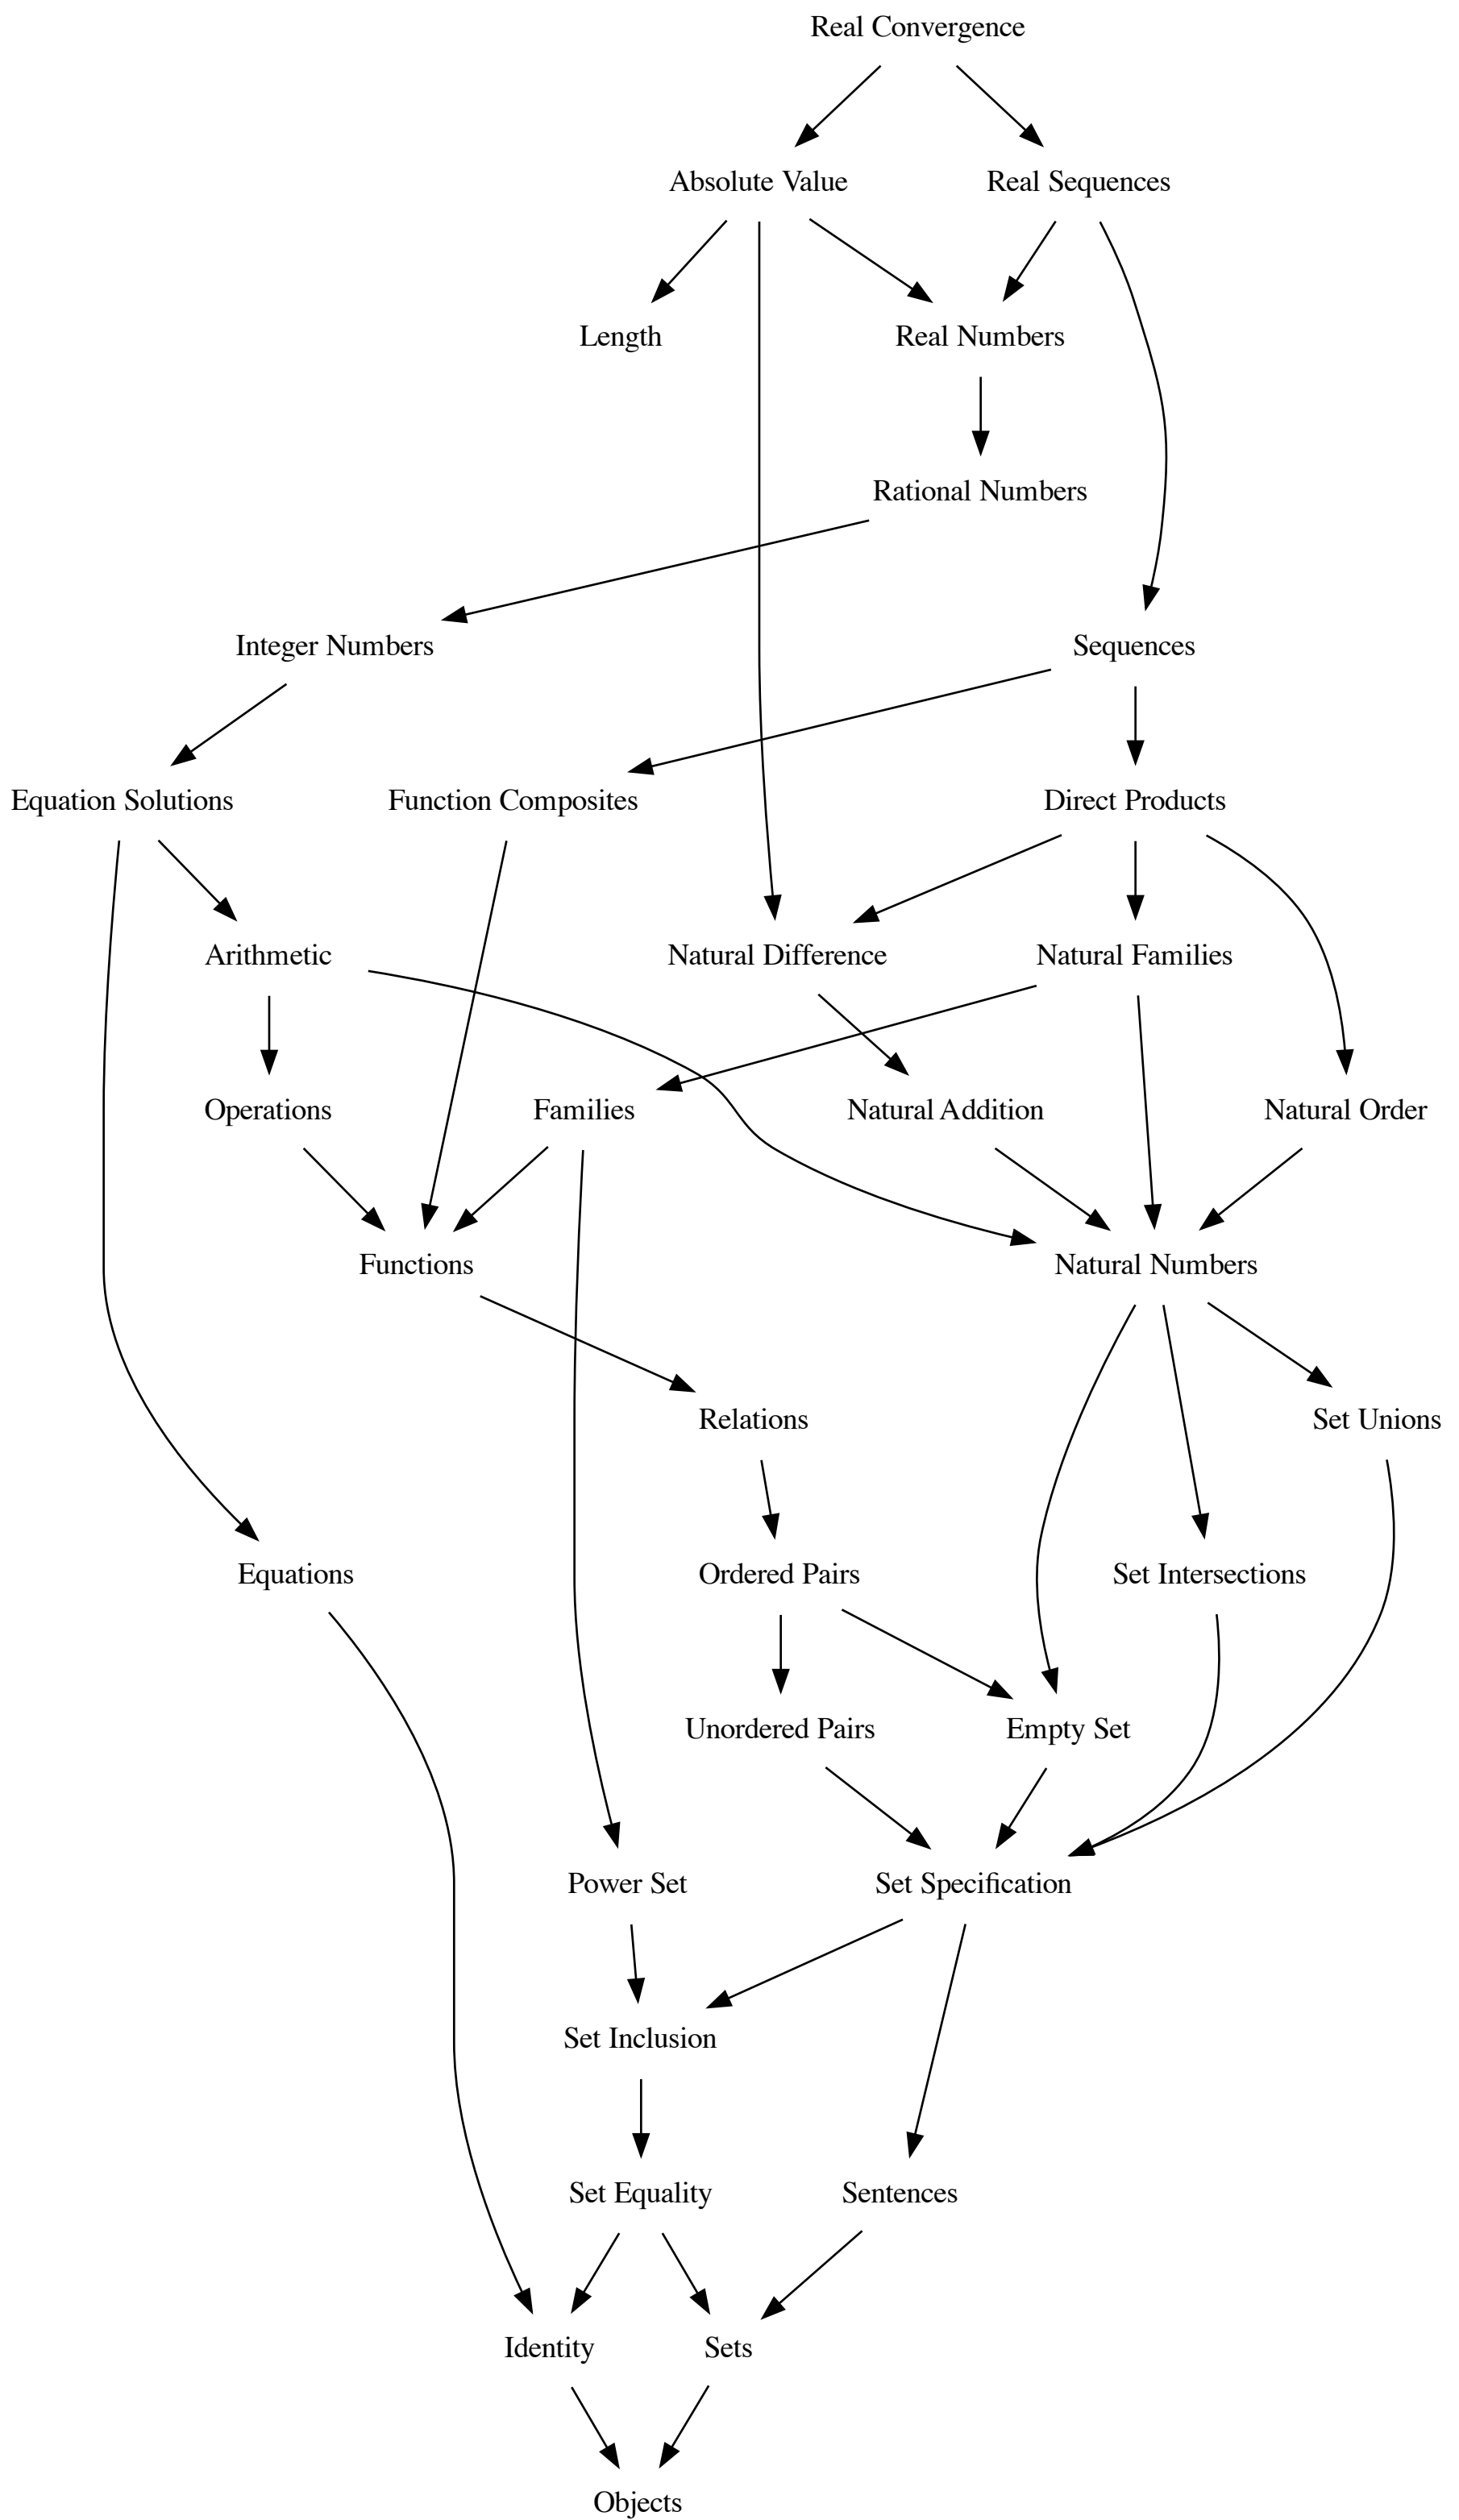 Real Convergence
Absolute Value
Real Sequences
Length
Real Numbers
Rational Numbers
Integer Numbers
Sequences
Equation Solutions
Function Composites
Direct Products
Arithmetic
Natural Difference
Natural Families
Operations
Families
Natural Addition
Natural Order
Functions
Natural Numbers
Relations
Set Unions
Equations
Ordered Pairs
Set Intersections
Unordered Pairs
Empty Set
Power Set
Set Specification
Set Inclusion
Set Equality
Sentences
Identity
Sets
Objects